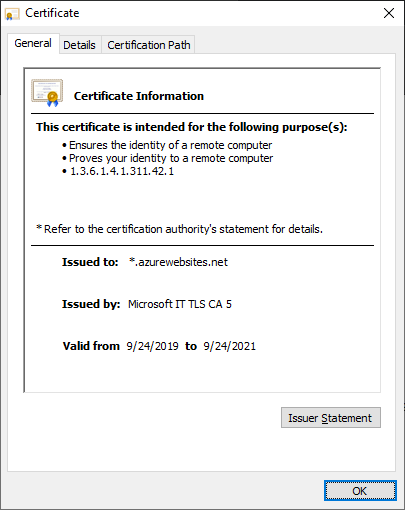 Certificate
General Details Certification Path
Certificate Information
This certificate is intended for the following purpose(s):
• Ensures the identity of a remote computer
• Proves your identity to a remote computer
• 1.3.6.1.4.1.311.42.1
* Refer to the certification authority's statement for details.
Issued to: *.azurewebsites.net
Issued by: Microsoft IT TLS CA 5
Valid from 9/24/2019 to 9/24/2021
Issuer Statement
OK